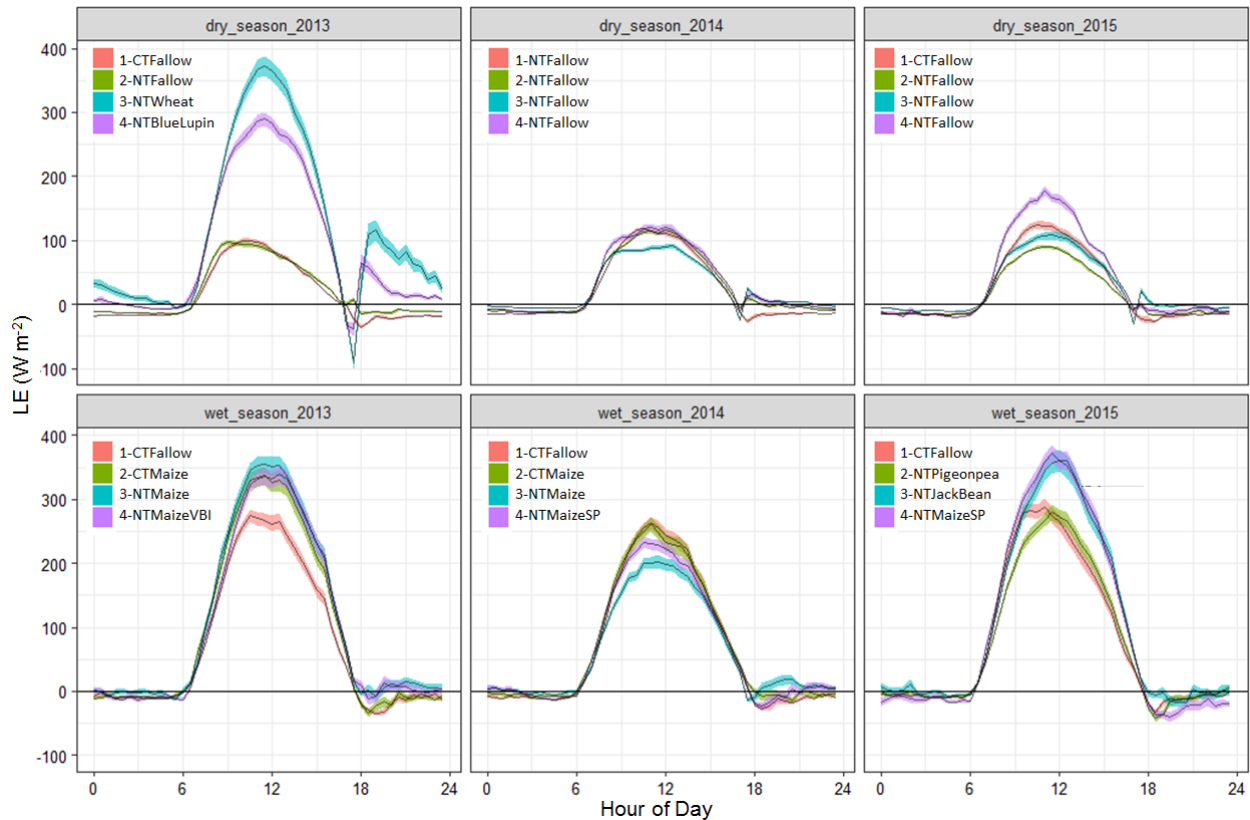 dry_season_2013
dry_season_2014
dry_season_2015
400
300
200
100
0
100
1-CTFallow
2-NTFallow
3-NTWheat
4-NTBlueLupin
1-NTFallow
2-NTFallow
3-NTFallow
4-NTFallow
1-CTFallow
2-NTFallow
3-NTFallow
4-NTFallow
LE (W m-2)
wet_season_2013
wet_season_2014
wet_season_2015
400
300
200
100
0
-100
1-CTFallow
2-CTMaize
3-NTMaize
4-NTMaizeVBI
1-CTFallow
2-CTMaize
3-NTMaize
4-NTMaizeSP
1-CTFallow
2-NTPigeonpea
3-NTJackBean
4-NTMaizeSP
0 6 12 18 24 0 6 12 18 24 0 6 12 18 24
Hour of Day